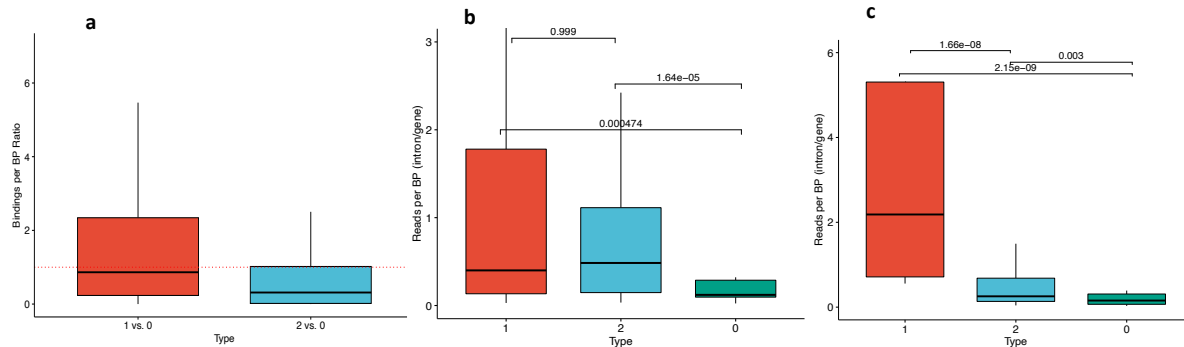 a
Bindings per BP Ratio
6
4
2
0
1 vs. 0
2 vs. 0
Type
b
Reads per BP (intron/gene)
3
2
1
0
0.999
1.64e−05
0.000474
1
2
0
Type
c
Reads per BP (intron/gene)
6
4
2
0
1.66e−08
0.003
2.15e−09
1
2
0
Type